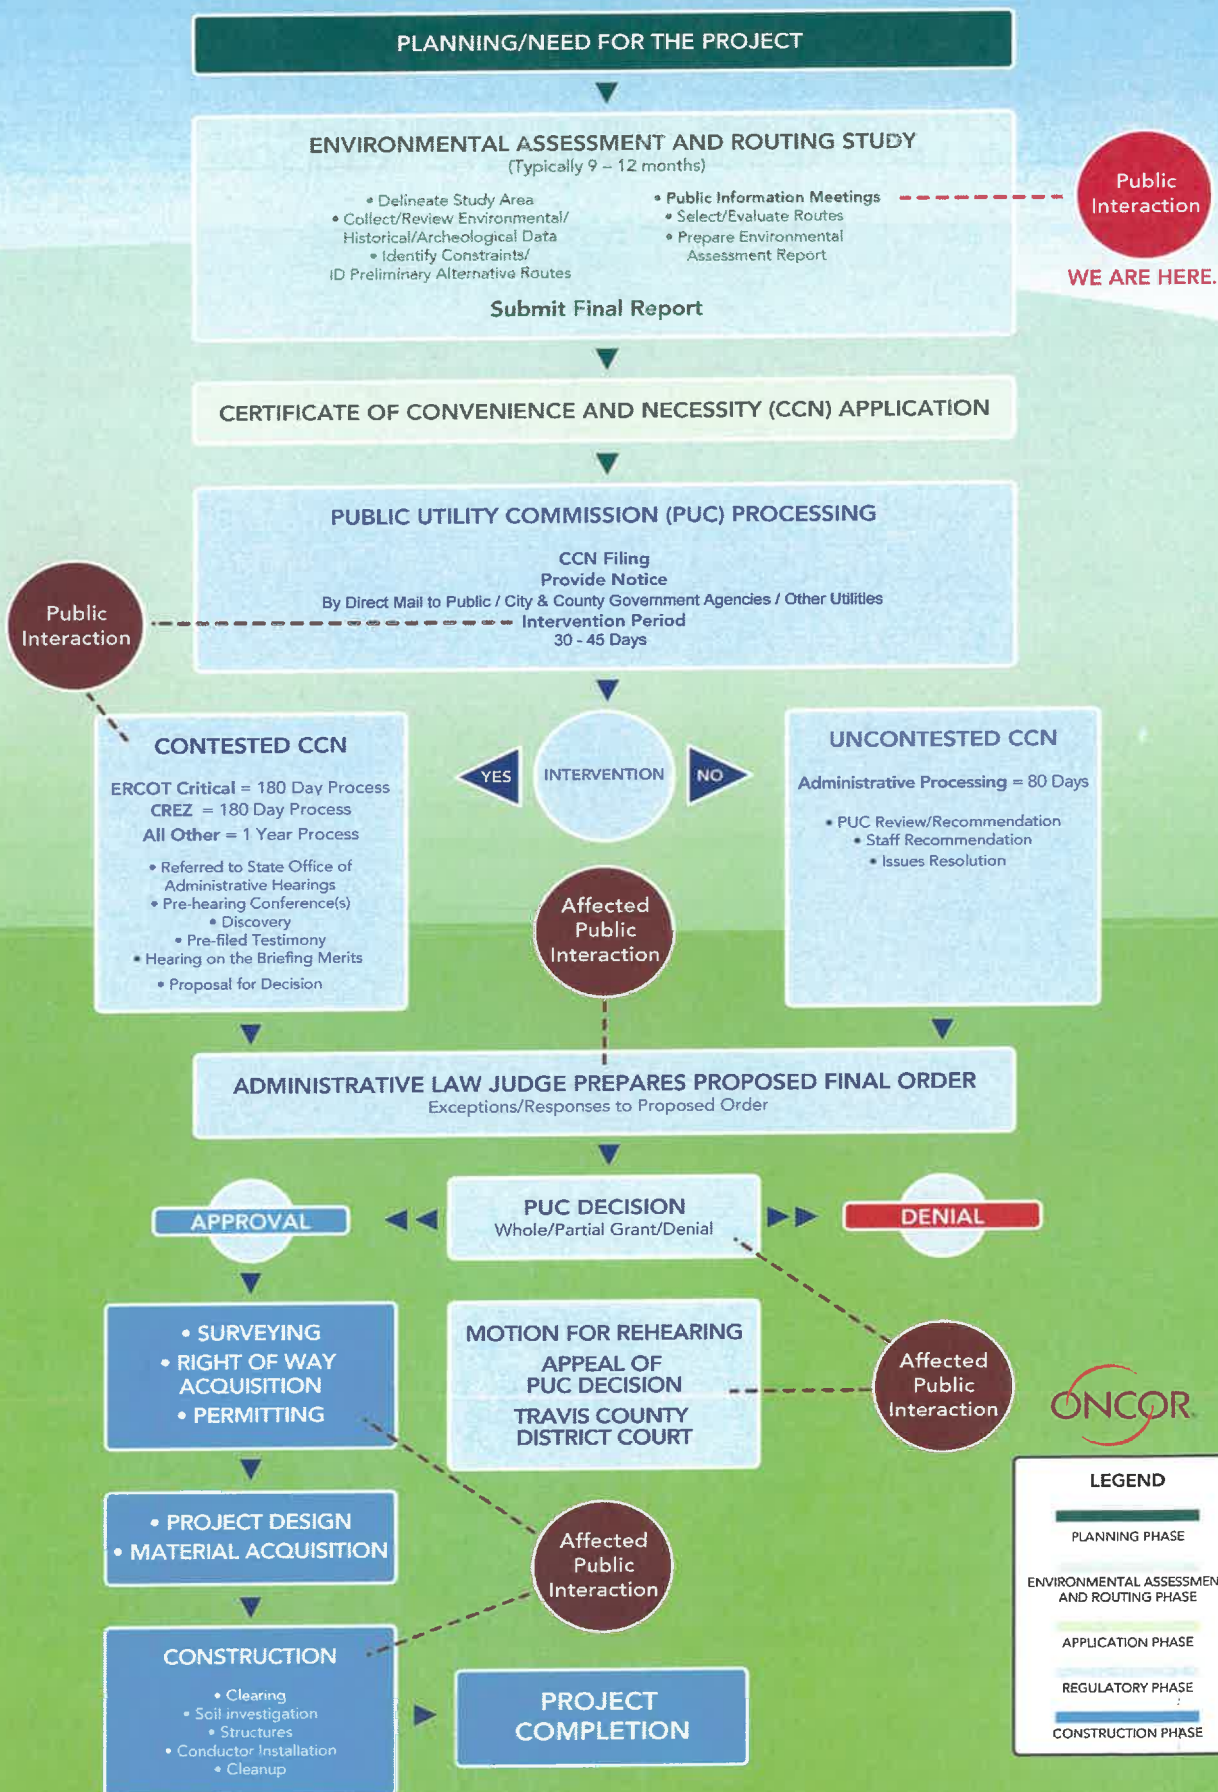 PLANNING/NEED FOR THE PROJECT
ENVIRONMENTAL ASSESSMENT AND ROUTING STUDY
(Typically 9 – 12 months)
• Delineate Study Area
• Collect/Review Environmental/
Historical/Archeological Data
• Identify Constraints/
ID Preliminary Alternative Routes
• Public Information Meetings
• Select/Evaluate Routes
• Prepare Environmental
Assessment Report
Submit Final Report
Public
Interaction
WE ARE HERE.
CERTIFICATE OF CONVENIENCE AND NECESSITY (CCN) APPLICATION
PUBLIC UTILITY COMMISSION (PUC) PROCESSING
CCN Filing
Provide Notice
By Direct Mail to Public / City & County Government Agencies / Other Utilities
Intervention Period
30 - 45 Days
Public
Interaction
CONTESTED CCN
ERCOT Critical = 180 Day Process
CREZ = 180 Day Process
All Other = 1 Year Process
• Referred to State Office of
Administrative Hearings
• Pre-hearing Conference(s)
• Discovery
• Pre-filed Testimony
• Hearing on the Briefing Merits
• Proposal for Decision
YES
INTERVENTION
NO
UNCONTESTED CCN
Administrative Processing = 80 Days
• PUC Review/Recommendation
• Staff Recommendation
• Issues Resolution
Affected
Public
Interaction
ADMINISTRATIVE LAW JUDGE PREPARES PROPOSED FINAL ORDER
Exceptions/Responses to Proposed Order
APPROVAL
PUC DECISION
Whole/Partial Grant/Denial
DENIAL
• SURVEYING
• RIGHT OF WAY
ACQUISITION
• PERMITTING
MOTION FOR REHEARING
APPEAL OF
PUC DECISION
TRAVIS COUNTY
DISTRICT COURT
Affected
Public
Interaction
ONCOR
• PROJECT DESIGN
• MATERIAL ACQUISITION
Affected
Public
Interaction
CONSTRUCTION
• Clearing
• Soil investigation
• Structures
• Conductor Installation
• Cleanup
PROJECT
COMPLETION
LEGEND
PLANNING PHASE
ENVIRONMENTAL ASSESSMEN
AND ROUTING PHASE
APPLICATION PHASE
REGULATORY PHASE
CONSTRUCTION PHASE